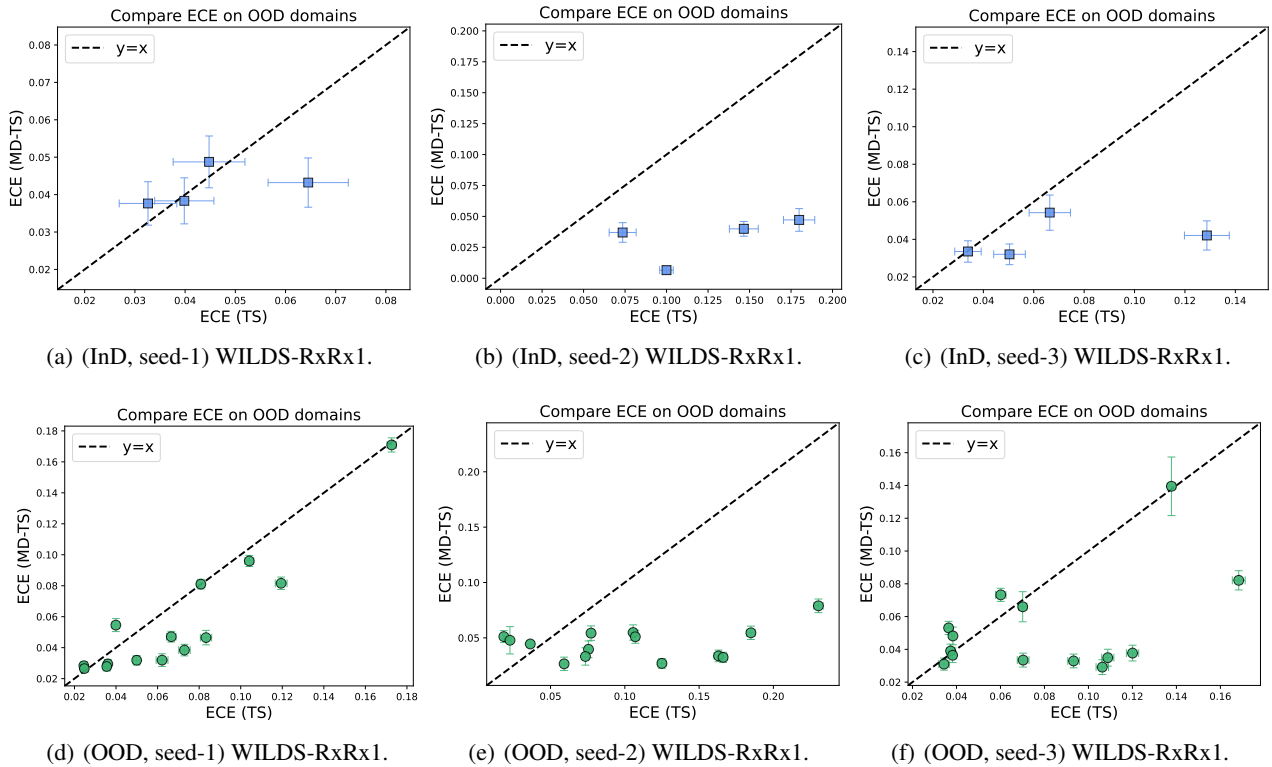 Compare ECE on OOD domains
y=x
0.08
0.07
0.06
0.05
0.04
0.03
0.02
ECE (MD-TS)
0.02 0.03 0.04 0.05 0.06 0.07 0.08
ECE (TS)
(a) (InD, seed-1) WILDS-RxRx1.
Compare ECE on OOD domains
y=x
0.200
0.175
0.150
0.125
0.100
0.075
0.050
0.025
0.000
ECE (MD-TS)
0.000 0.025 0.050 0.075 0.100 0.125 0.150 0.175 0.200
ECE (TS)
(b) (InD, seed-2) WILDS-RxRx1.
Compare ECE on OOD domains
y=x
0.14
0.12
0.10
0.08
0.06
0.04
0.02
ECE (MD-TS)
0.02 0.04 0.06 0.08 0.10 0.12 0.14
ECE (TS)
(c) (InD, seed-3) WILDS-RxRx1.
Compare ECE on OOD domains
y=x
0.18
0.16
0.14
0.12
0.10
0.08
0.06
0.04
0.02
ECE (MD-TS)
0.02 0.04 0.06 0.08 0.10 0.12 0.14 0.16 0.18
ECE (TS)
(d) (OOD, seed-1) WILDS-RxRx1.
Compare ECE on OOD domains
y=x
0.20
0.15
0.10
0.05
ECE (MD-TS)
0.05 0.10 0.15 0.20
ECE (TS)
(e) (OOD, seed-2) WILDS-RxRx1.
Compare ECE on OOD domains
y=x
0.16
0.14
0.12
0.10
0.08
0.06
0.04
0.02
ECE (MD-TS)
0.02 0.04 0.06 0.08 0.10 0.12 0.14 0.16
ECE (TS)
(f) (OOD, seed-3) WILDS-RxRx1.